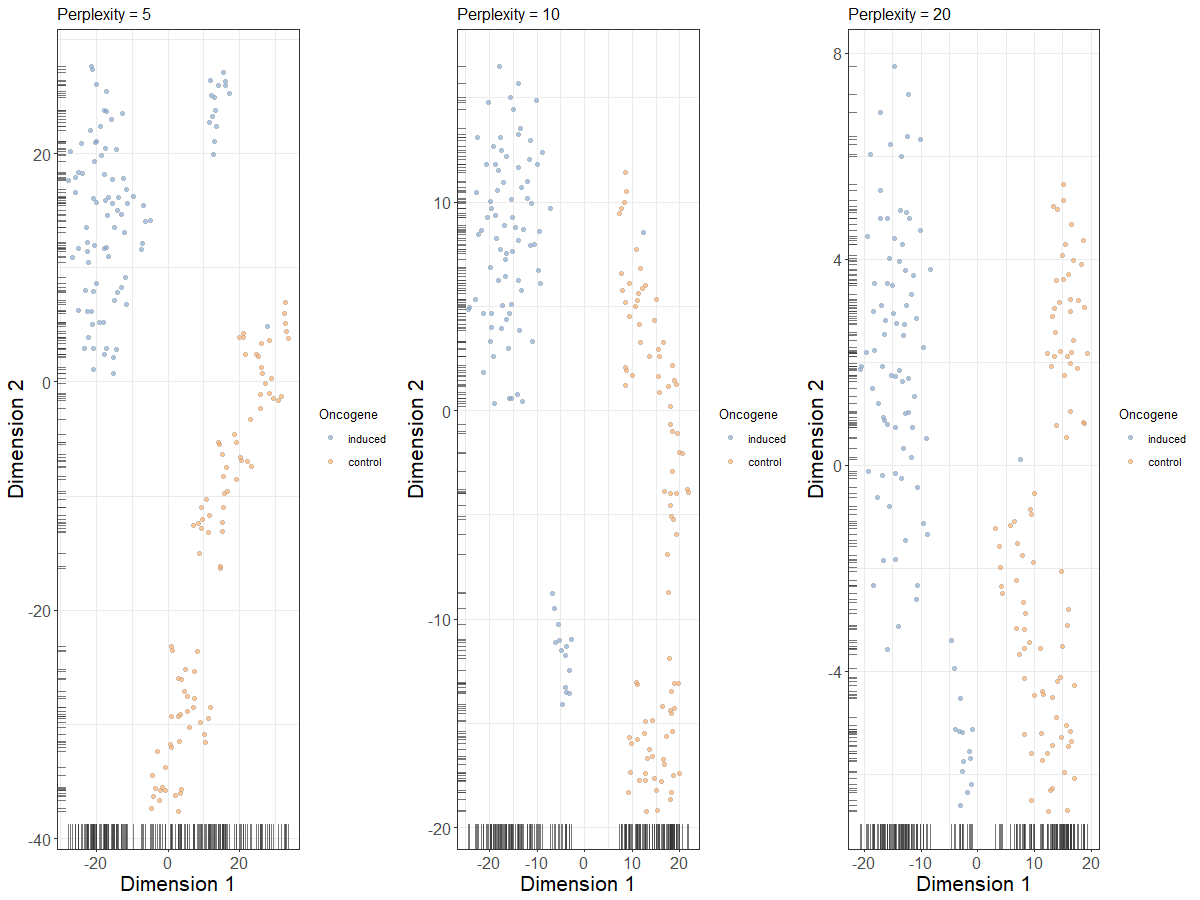 Perplexity = 5
Dimension 2
20
0
-20
-40
-20
0
20
Dimension 1
Oncogene
induced
control
Perplexity = 10
Dimension 2
10
0
-10
-20
-20
-10
0
10
20
Dimension 1
Oncogene
induced
control
Perplexity = 20
Dimension 2
8
4
0
-4
-20
-10
0
10
20
Dimension 1
Oncogene
induced
control